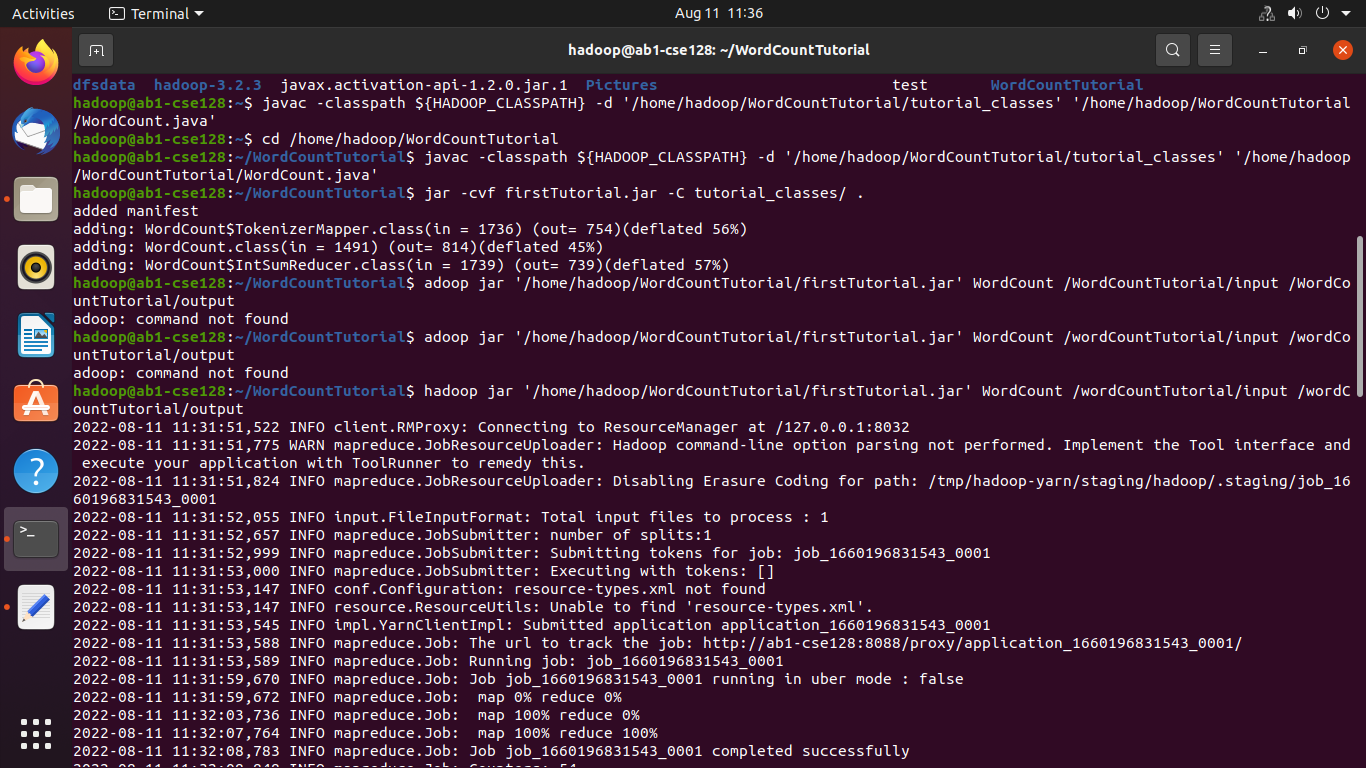 Activities Terminal Aug 11 11:36
hadoop@ab1-cse128: ~/WordCountTutorial
dfsdata hadoop-3.2.3 javax.activation-api-1.2.0.jar.1 Pictures test WordCountTutorial
hadoop@ab1-cse128:~$ javac -classpath ${HADOOP_CLASSPATH} -d '/home/hadoop/WordCountTutorial/tutorial_classes' '/home/hadoop/WordCountTutorial
/WordCount.java'
hadoop@ab1-cse128:~$ cd /home/hadoop/WordCountTutorial
hadoop@ab1-cse128:~/WordCountTutorial$ javac -classpath ${HADOOP_CLASSPATH} -d '/home/hadoop/WordCountTutorial/tutorial_classes' '/home/hadoop
/WordCountTutorial/WordCount.java'
hadoop@ab1-cse128:~/WordCountTutorial$ jar -cvf firstTutorial.jar -C tutorial_classes/ .
added manifest
adding: WordCount$TokenizerMapper.class(in = 1736) (out= 754)(deflated 56%)
adding: WordCount.class(in = 1491) (out= 814)(deflated 45%)
adding: WordCount$IntSumReducer.class(in = 1739) (out= 739)(deflated 57%)
hadoop@ab1-cse128:~/WordCountTutorial$ adoop jar '/home/hadoop/WordCountTutorial/firstTutorial.jar' WordCount /WordCountTutorial/input /WordCo
untTutorial/output
adoop: command not found
hadoop@ab1-cse128:~/WordCountTutorial$ adoop jar '/home/hadoop/WordCountTutorial/firstTutorial.jar' WordCount /wordCountTutorial/input /wordCo
untTutorial/output
adoop: command not found
hadoop@ab1-cse128:~/WordCountTutorial$ hadoop jar '/home/hadoop/WordCountTutorial/firstTutorial.jar' WordCount /wordCountTutorial/input /wordC
ountTutorial/output
2022-08-11 11:31:51,522 INFO client.RMProxy: Connecting to ResourceManager at /127.0.0.1:8032
2022-08-11 11:31:51,775 WARN mapreduce.JobResourceUploader: Hadoop command-line option parsing not performed. Implement the Tool interface and
execute your application with ToolRunner to remedy this.
2022-08-11 11:31:51,824 INFO mapreduce.JobResourceUploader: Disabling Erasure Coding for path: /tmp/hadoop-yarn/staging/hadoop/.staging/job_16
60196831543_0001
2022-08-11 11:31:52,055 INFO input.FileInputFormat: Total input files to process : 1
2022-08-11 11:31:52,657 INFO mapreduce.JobSubmitter: number of splits:1
2022-08-11 11:31:52,999 INFO mapreduce.JobSubmitter: Submitting tokens for job: job_1660196831543_0001
2022-08-11 11:31:53,000 INFO mapreduce.JobSubmitter: Executing with tokens: []
2022-08-11 11:31:53,147 INFO conf.Configuration: resource-types.xml not found
2022-08-11 11:31:53,147 INFO resource.ResourceUtils: Unable to find 'resource-types.xml'.
2022-08-11 11:31:53,545 INFO impl.YarnClientImpl: Submitted application application_1660196831543_0001
2022-08-11 11:31:53,588 INFO mapreduce.Job: The url to track the job: http://ab1-cse128:8088/proxy/application_1660196831543_0001/
2022-08-11 11:31:53,589 INFO mapreduce.Job: Running job: job_1660196831543_0001
2022-08-11 11:31:59,670 INFO mapreduce.Job: Job job_1660196831543_0001 running in uber mode : false
2022-08-11 11:31:59,672 INFO mapreduce.Job:  map 0% reduce 0%
2022-08-11 11:32:03,736 INFO mapreduce.Job:  map 100% reduce 0%
2022-08-11 11:32:07,764 INFO mapreduce.Job:  map 100% reduce 100%
2022-08-11 11:32:08,783 INFO mapreduce.Job: Job job_1660196831543_0001 completed successfully